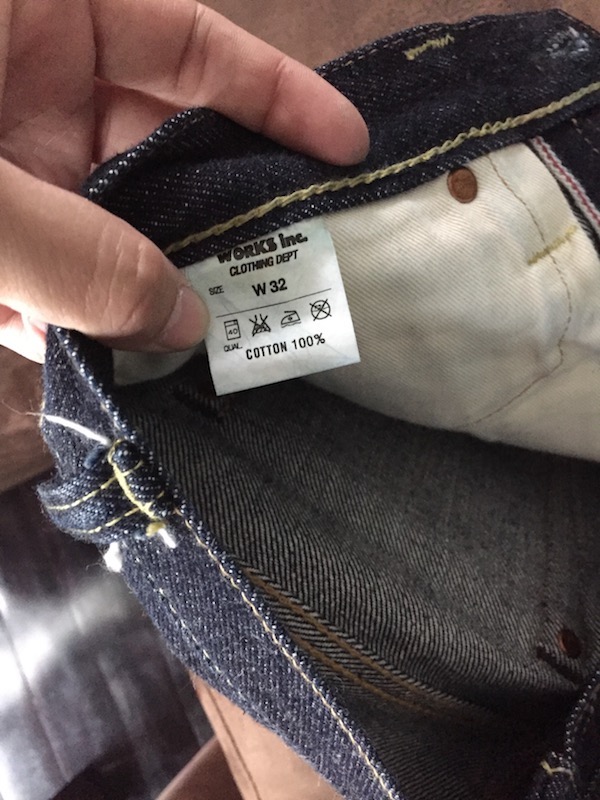 WORKS inc.
CLOTHING DEPT
SIZE W 32
40
QUAL. COTTON 100%